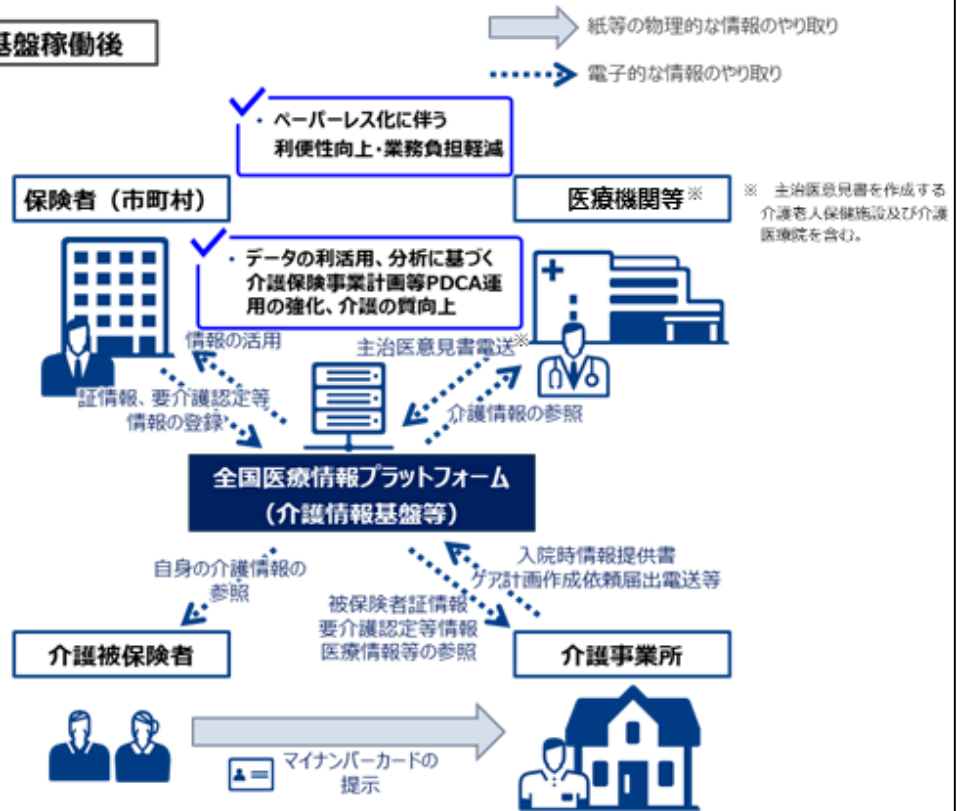 基盤稼働後
紙等の物理的な情報のやり取り
電子的な情報のやり取り
・ ペーパーレス化に伴う
利便性向上・業務負担軽減
保険者（市町村）
医療機関等※
※ 主治医意見書を作成する
介護老人保健施設及び介護
医療院を含む。
・ データの利活用、分析に基づく
介護保険事業計画等PDCA運
用の強化、介護の質向上
情報の活用
主治医意見書電送※
証情報、要介護認定等
情報の登録
介護情報の参照
全国医療情報プラットフォーム
（介護情報基盤等）
自身の介護情報の
参照
入院時情報提供書
ケア計画作成依頼届出電送等
被保険者証情報
要介護認定等情報
医療情報等の参照
介護被保険者
介護事業所
マイナンバーカードの
提示